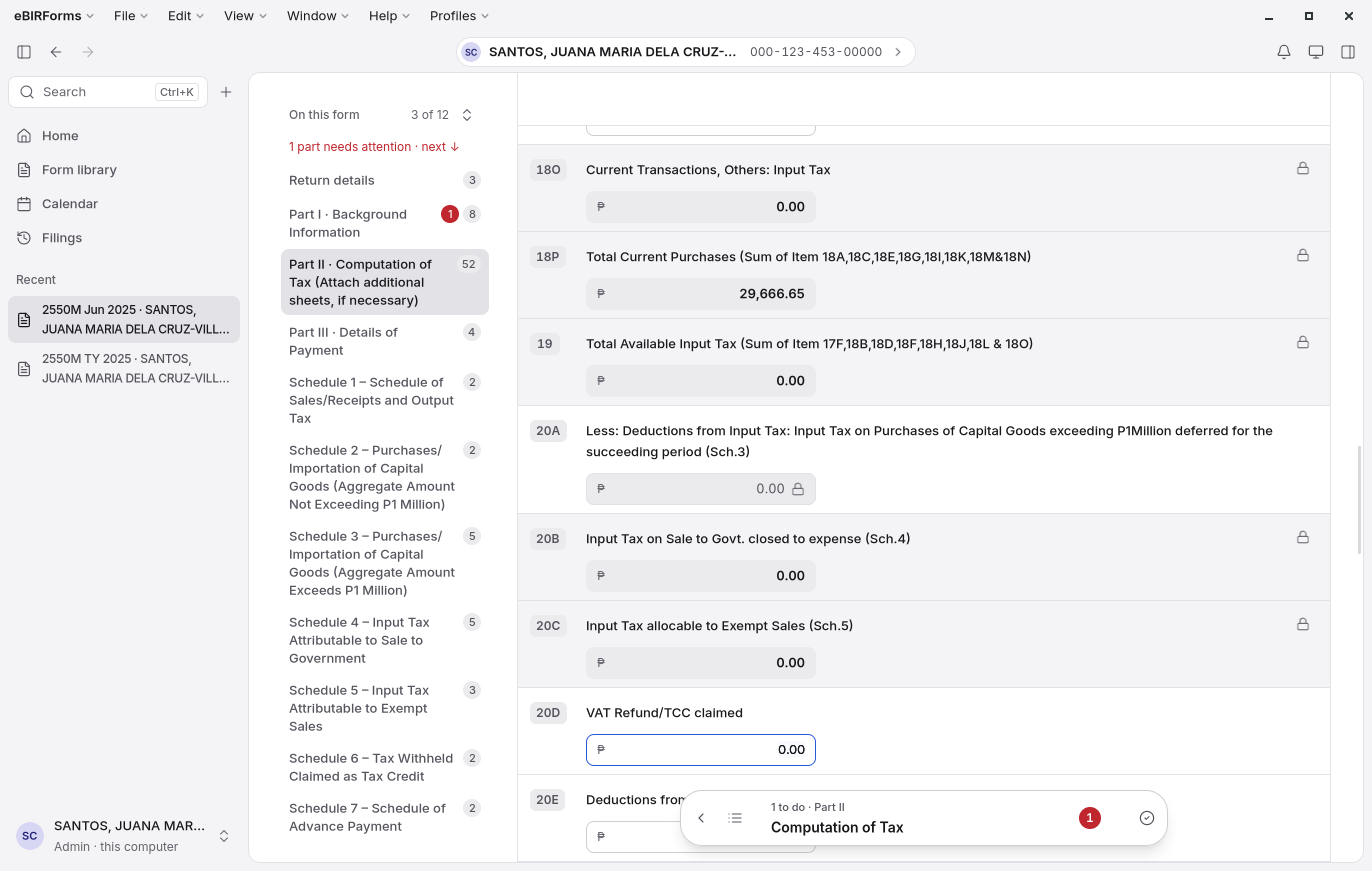 eBIRForms File Edit View Window Help Profiles
SC SANTOS, JUANA MARIA DELA CRUZ-... 000-123-453-00000
Search Ctrl+K
Home
Form library
Calendar
Filings
Recent
2550M Jun 2025 · SANTOS,
JUANA MARIA DELA CRUZ-VILL...
2550M TY 2025 · SANTOS,
JUANA MARIA DELA CRUZ-VILL...
SC SANTOS, JUANA MAR...
Admin · this computer
On this form 3 of 12
1 part needs attention · next ↓
Return details 3
Part I · Background 1 8
Information
Part II · Computation of 52
Tax (Attach additional
sheets, if necessary)
Part III · Details of 4
Payment
Schedule 1 – Schedule of 2
Sales/Receipts and Output
Tax
Schedule 2 – Purchases/ 2
Importation of Capital
Goods (Aggregate Amount
Not Exceeding P1 Million)
Schedule 3 – Purchases/ 5
Importation of Capital
Goods (Aggregate Amount
Exceeds P1 Million)
Schedule 4 – Input Tax 5
Attributable to Sale to
Government
Schedule 5 – Input Tax 3
Attributable to Exempt
Sales
Schedule 6 – Tax Withheld 2
Claimed as Tax Credit
Schedule 7 – Schedule of 2
Advance Payment
18O Current Transactions, Others: Input Tax
₱ 0.00
18P Total Current Purchases (Sum of Item 18A,18C,18E,18G,18I,18K,18M&18N)
₱ 29,666.65
19 Total Available Input Tax (Sum of Item 17F,18B,18D,18F,18H,18J,18L & 18O)
₱ 0.00
20A Less: Deductions from Input Tax: Input Tax on Purchases of Capital Goods exceeding P1Million deferred for the
succeeding period (Sch.3)
₱ 0.00
20B Input Tax on Sale to Govt. closed to expense (Sch.4)
₱ 0.00
20C Input Tax allocable to Exempt Sales (Sch.5)
₱ 0.00
20D VAT Refund/TCC claimed
₱ 0.00
20E Deductions from
₱
1 to do · Part II
Computation of Tax 1